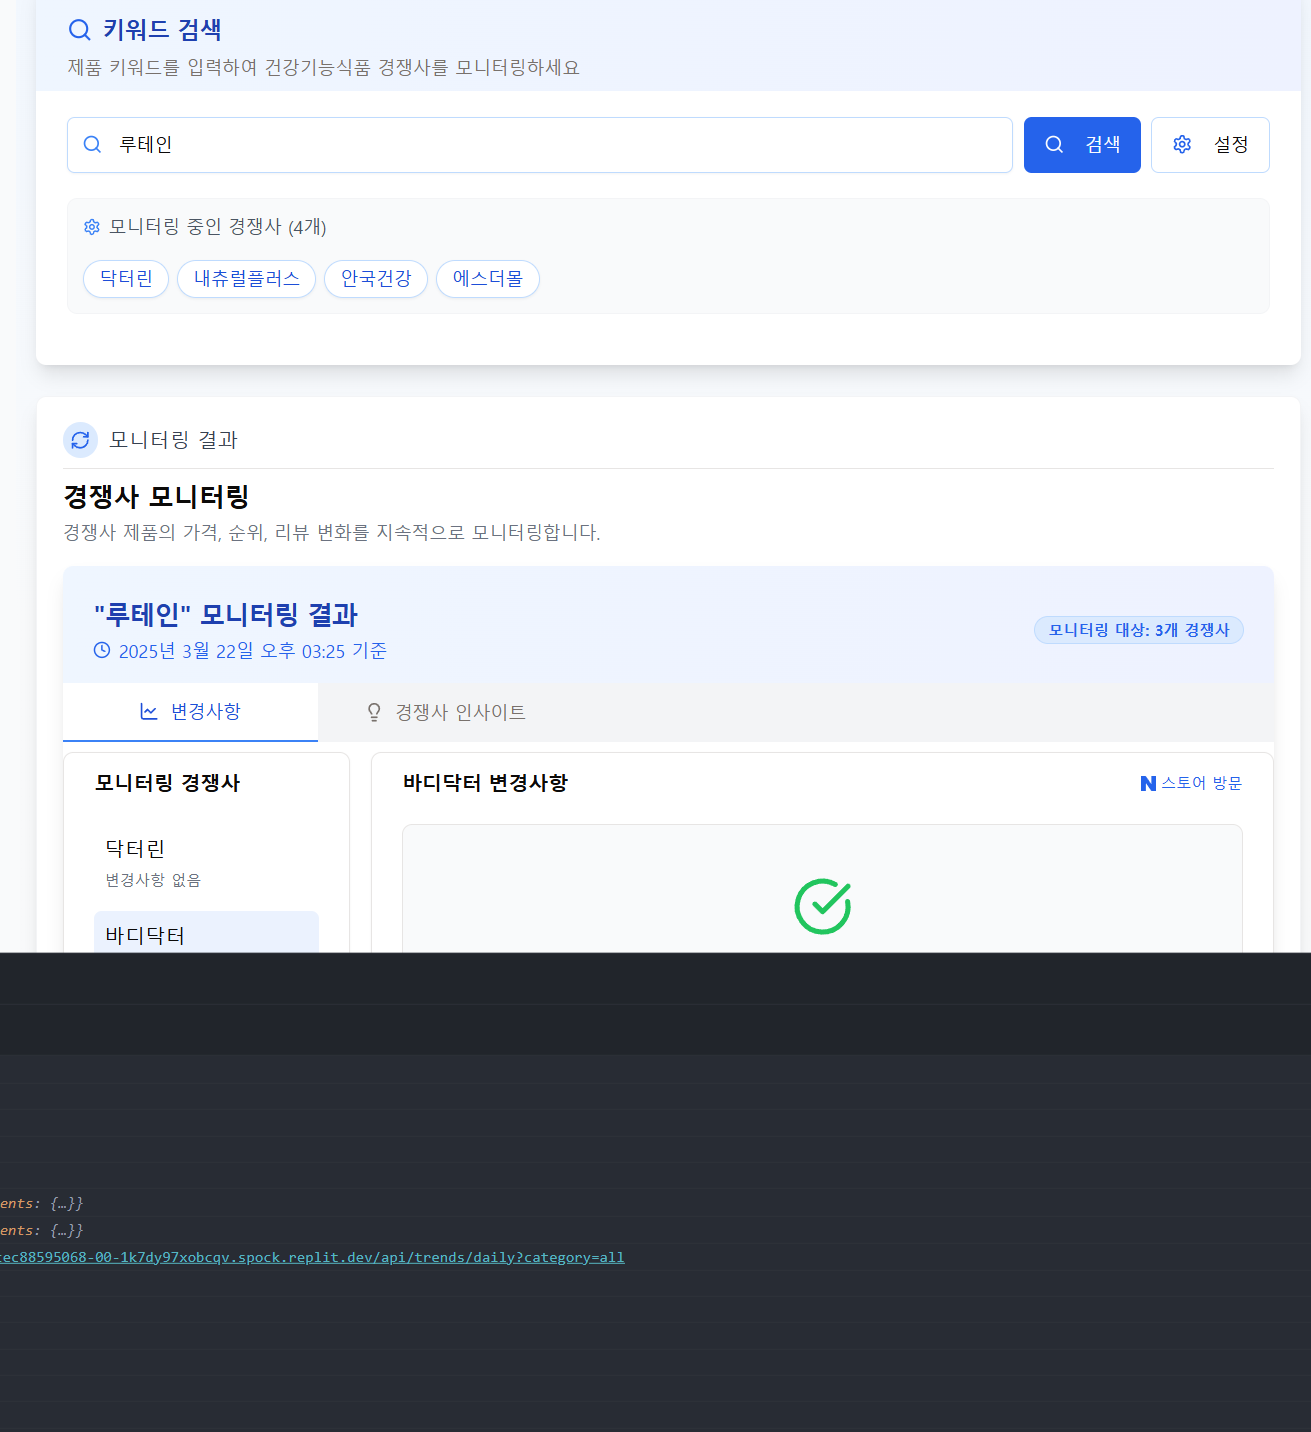 키워드 검색
제품 키워드를 입력하여 건강기능식품 경쟁사를 모니터링하세요
루테인
검색
설정
모니터링 중인 경쟁사 (4개)
닥터린
내츄럴플러스
안국건강
에스더몰
모니터링 결과
경쟁사 모니터링
경쟁사 제품의 가격, 순위, 리뷰 변화를 지속적으로 모니터링합니다.
"루테인" 모니터링 결과
2025년 3월 22일 오후 03:25 기준
모니터링 대상: 3개 경쟁사
변경사항
경쟁사 인사이트
모니터링 경쟁사
닥터린
변경사항 없음
바디닥터
바디닥터 변경사항
N 스토어 방문
ents: {…}}
ents: {…}}
ec88595068-00-1k7dy97xobcqv.spock.replit.dev/api/trends/daily?category=all